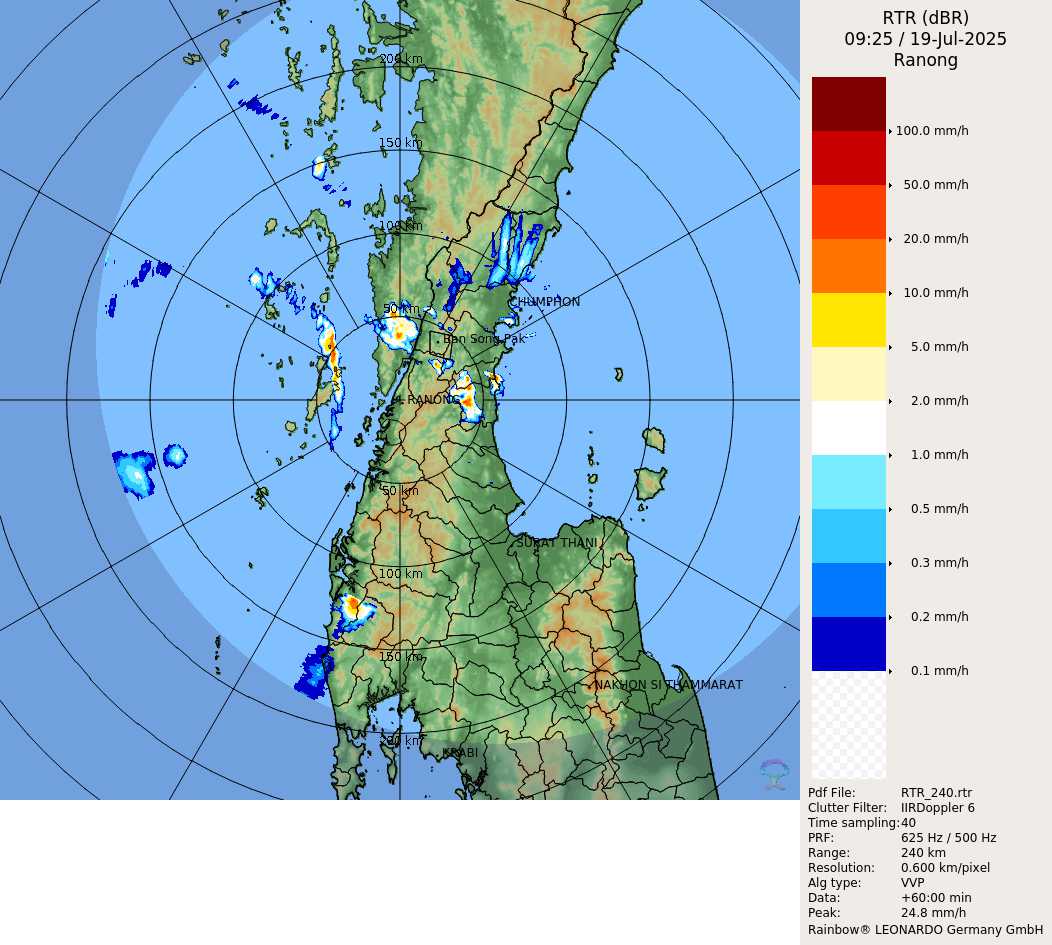 RTR (dBR)
09:25 / 19-Jul-2025
Ranong
200 km
150 km
100 km
50 km
CHUMPHON
Ban Song Pak
RANONG
50 km
SURAT THANI
100 km
150 km
NAKHON SI THAMMARAT
200 km
KRABI
100.0 mm/h
50.0 mm/h
20.0 mm/h
10.0 mm/h
5.0 mm/h
2.0 mm/h
1.0 mm/h
0.5 mm/h
0.3 mm/h
0.2 mm/h
0.1 mm/h
Pdf File: RTR_240.rtr
Clutter Filter: IIRDoppler 6
Time sampling: 40
PRF: 625 Hz / 500 Hz
Range: 240 km
Resolution: 0.600 km/pixel
Alg type: VVP
Data: +60:00 min
Peak: 24.8 mm/h
Rainbow® LEONARDO Germany GmbH